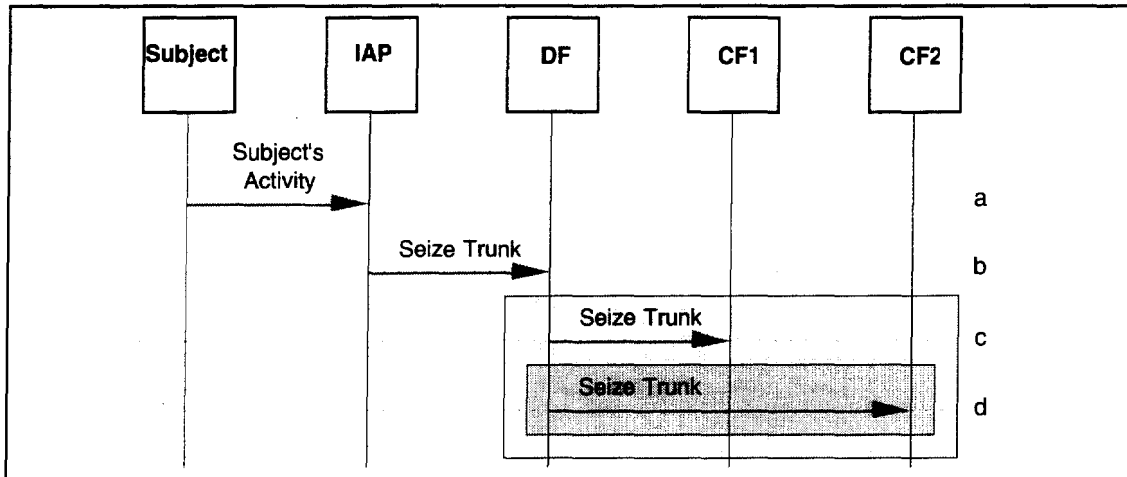 Subject
IAP
DF
CF1
CF2
Subject's
Activity
a
Seize Trunk
b
Seize Trunk
c
Seize Trunk
d